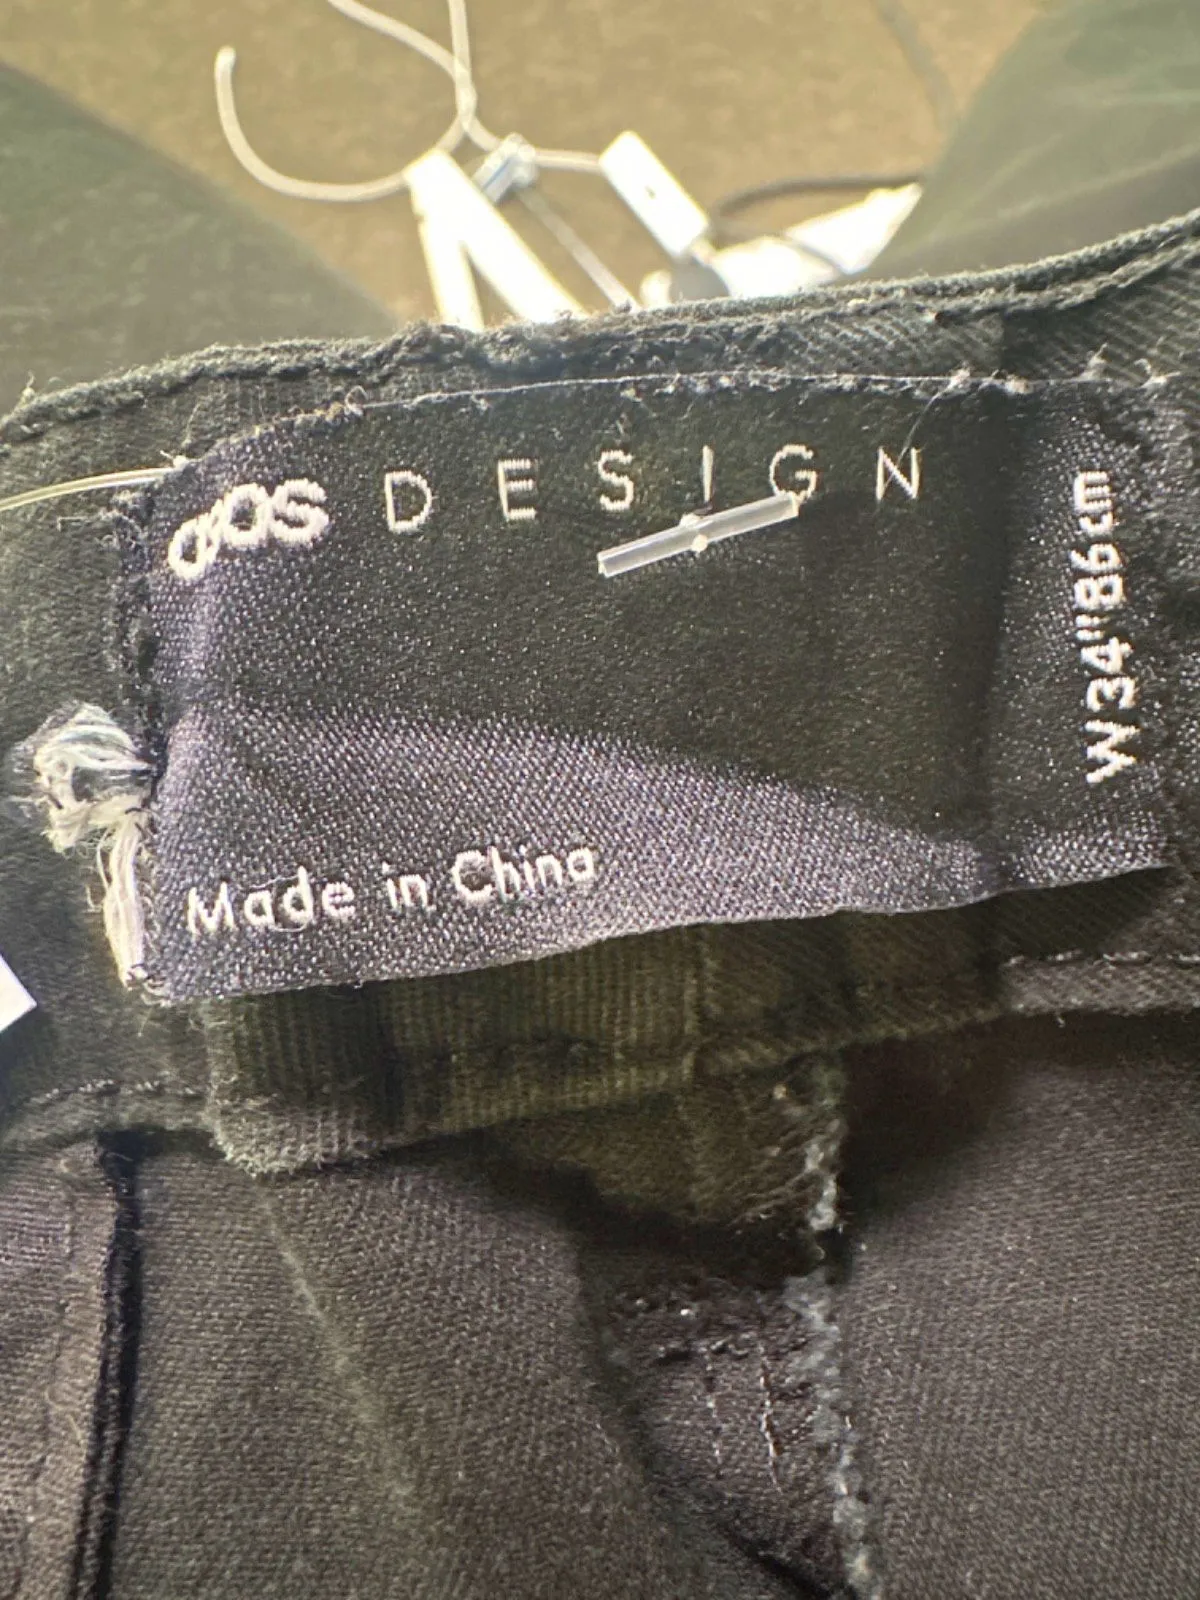 asos DESIGN
W34"86cm
Made in China